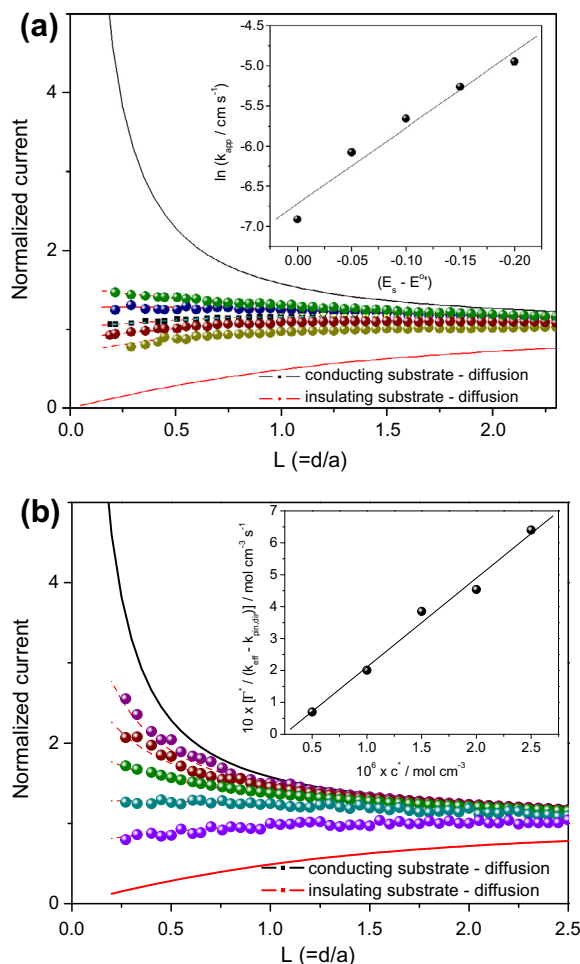 (a)
Normalized current
4
2
0
0.0 0.5 1.0 1.5 2.0
L (=d/a)
conducting substrate - diffusion
insulating substrate - diffusion
ln (k_app / cm s⁻¹)
-4.5
-5.0
-5.5
-6.0
-6.5
-7.0
0.00 -0.05 -0.10 -0.15 -0.20
(E_s - E^o')
(b)
Normalized current
4
2
0
0.0 0.5 1.0 1.5 2.0 2.5
L (=d/a)
conducting substrate - diffusion
insulating substrate - diffusion
10 x [Γ* / (k_eff - k_pin,dir)] / mol cm⁻³ s⁻¹
7
6
5
4
3
2
1
0
0.5 1.0 1.5 2.0 2.5
10⁶ x c* / mol cm⁻³